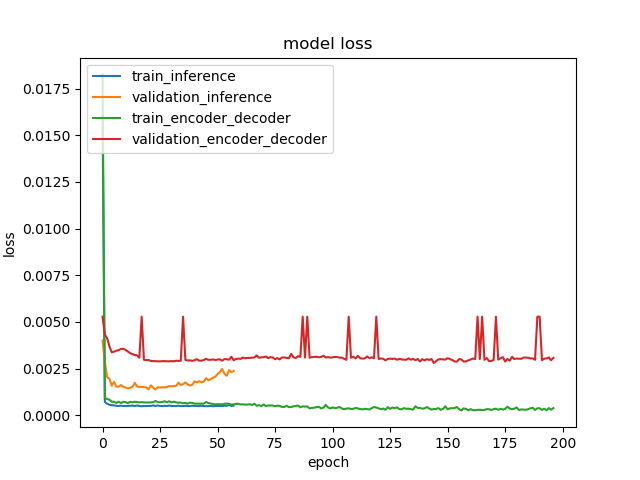 model loss
train_inference
validation_inference
train_encoder_decoder
validation_encoder_decoder
loss
0.0175
0.0150
0.0125
0.0100
0.0075
0.0050
0.0025
0.0000
0 25 50 75 100 125 150 175 200
epoch